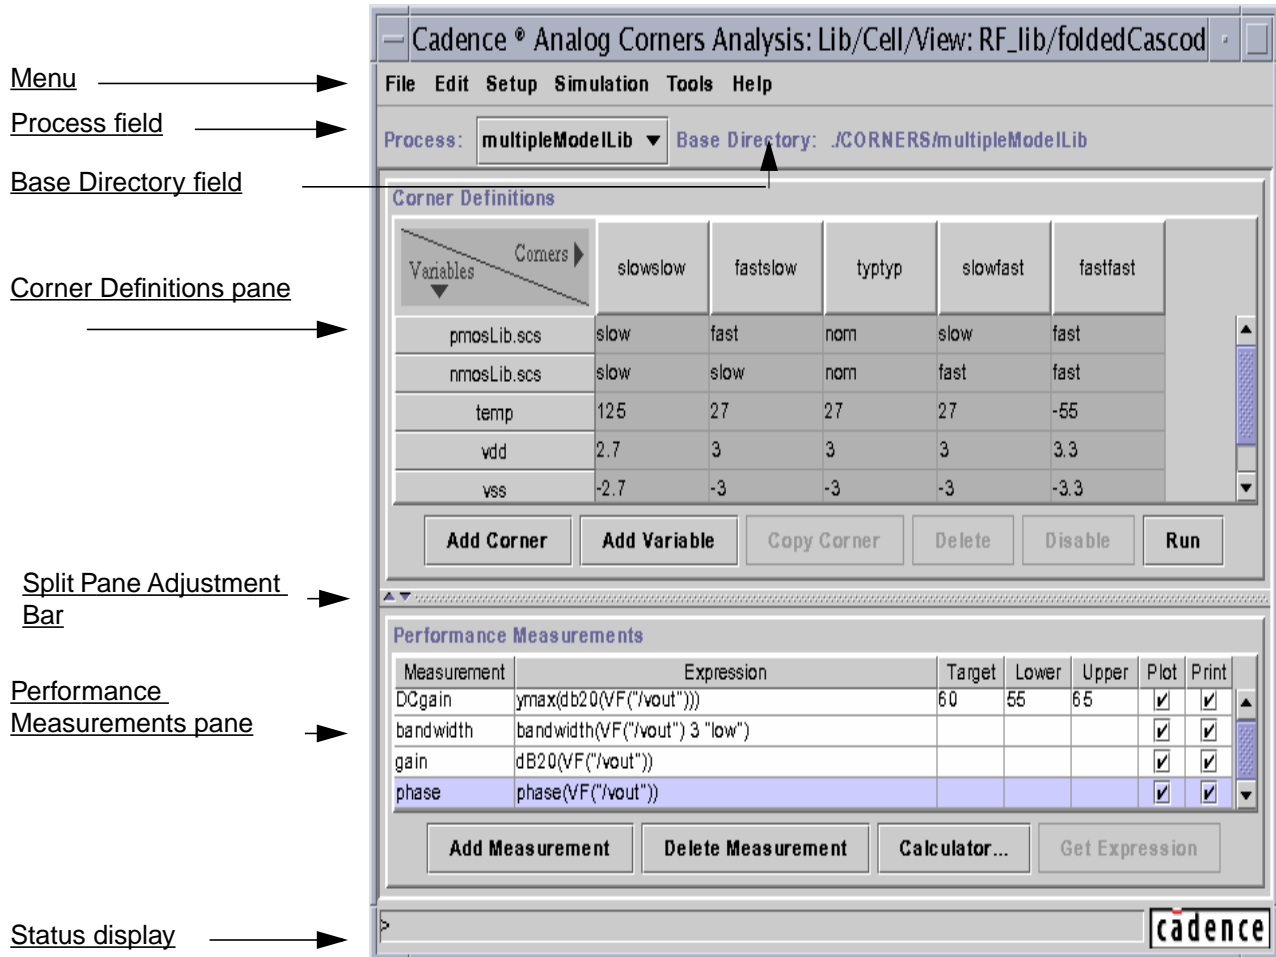 Cadence ® Analog Corners Analysis: Lib/Cell/View: RF_lib/foldedCascod
Menu
File Edit Setup Simulation Tools Help
Process field
Process: multipleModelLib Base Directory: ./CORNERS/multipleModelLib
Base Directory field
Corner Definitions
Corners
Variables
slowslow fastslow typtyp slowfast fastfast
Corner Definitions pane
pmosLib.scs slow fast nom slow fast
nmosLib.scs slow slow nom fast fast
temp 125 27 27 27 -55
vdd 2.7 3 3 3 3.3
vss -2.7 -3 -3 -3 -3.3
Add Corner Add Variable Copy Corner Delete Disable Run
Split Pane Adjustment
Bar
Performance Measurements
Measurement Expression Target Lower Upper Plot Print
DCgain ymax(db20(VF("/vout"))) 60 55 65
Performance
Measurements pane
bandwidth bandwidth(VF("/vout") 3 "low")
gain dB20(VF("/vout"))
phase phase(VF("/vout"))
Add Measurement Delete Measurement Calculator... Get Expression
Status display
>
cādence